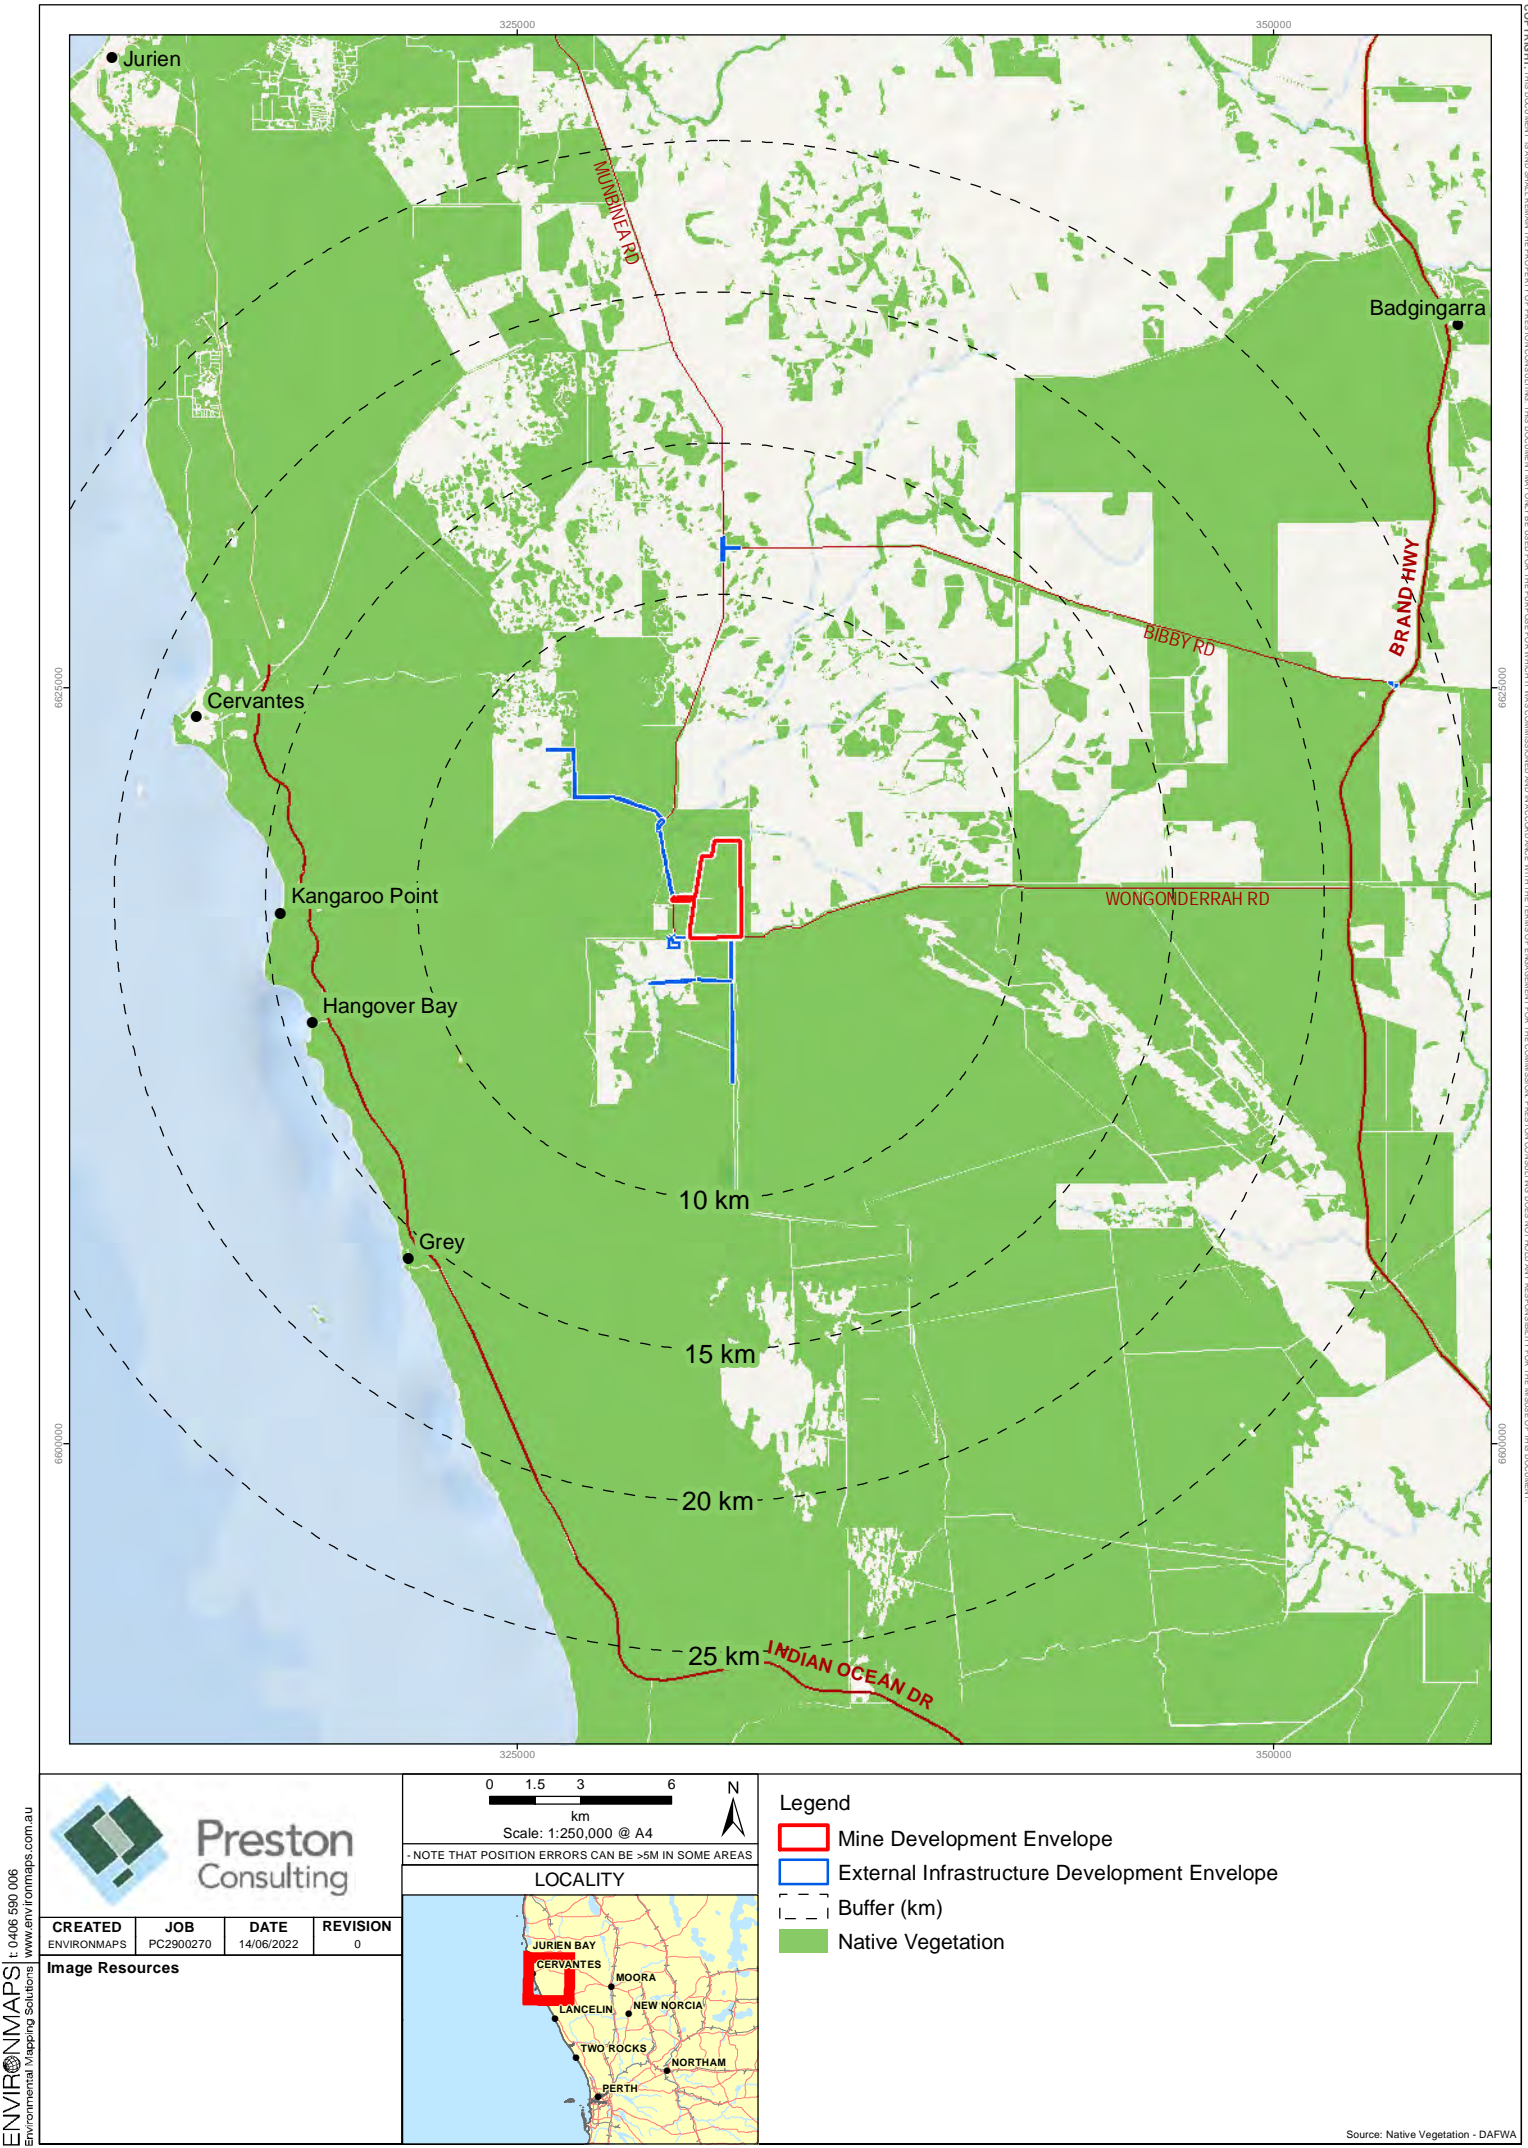 325000
350000
Jurien
MUNBINEA RD
Badgingarra
BRAND HWY
BIBBY RD
6625000
6625000
Cervantes
Kangaroo Point
WONGONDERRAH RD
Hangover Bay
10 km
Grey
15 km
6600000
6600000
20 km
25 km
INDIAN OCEAN DR
325000
350000
Preston
Consulting
CREATED
JOB
DATE
REVISION
ENVIRONMAPS
PC2900270
14/06/2022
0
Image Resources
0 1.5 3 6
km
Scale: 1:250,000 @ A4
N
- NOTE THAT POSITION ERRORS CAN BE >5M IN SOME AREAS
LOCALITY
JURIEN BAY
CERVANTES
MOORA
LANCELIN
NEW NORCIA
TWO ROCKS
NORTHAM
PERTH
Legend
Mine Development Envelope
External Infrastructure Development Envelope
Buffer (km)
Native Vegetation
Source: Native Vegetation - DAFWA
ENVIRONMAPS
Environmental Mapping Solutions
t: 0406 590 006
www.environmaps.com.au